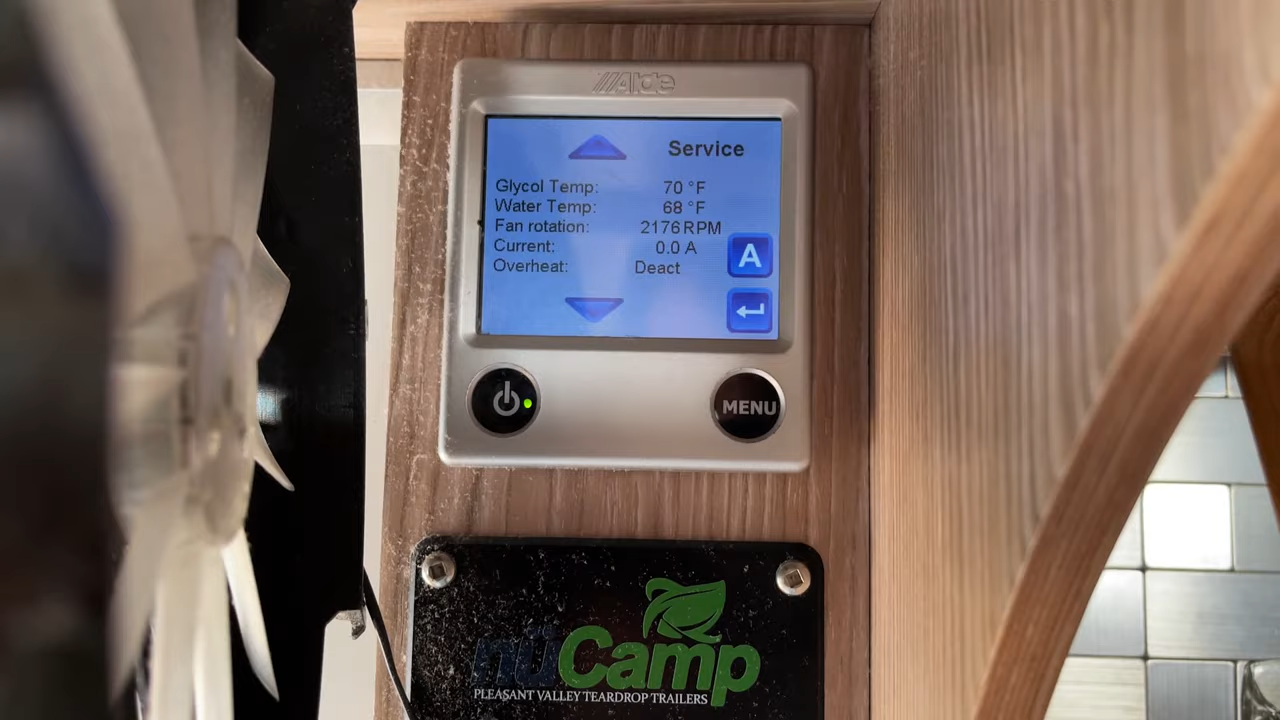 ///Alde
Service
Glycol Temp: 70 °F
Water Temp: 68 °F
Fan rotation: 2176 RPM
Current: 0.0 A
Overheat: Deact
A
MENU
nüCamp
PLEASANT VALLEY TEARDROP TRAILERS